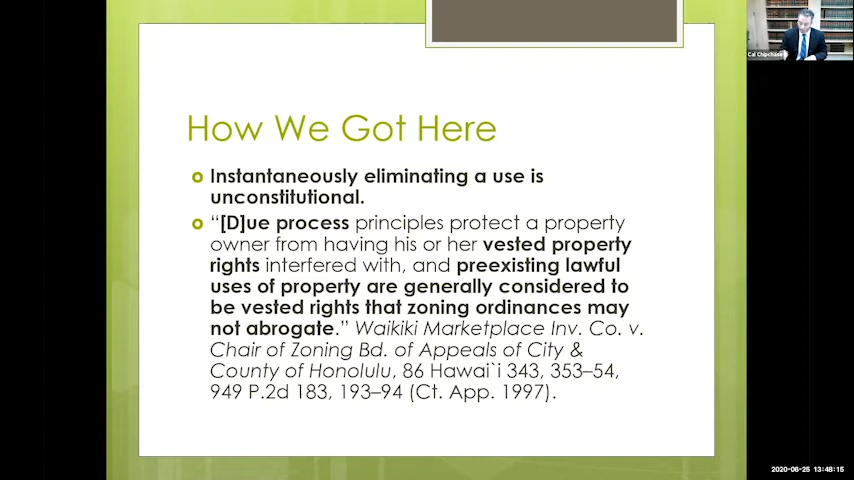 Cal Chipchase
How We Got Here
Instantaneously eliminating a use is
unconstitutional.
“[D]ue process principles protect a property
owner from having his or her vested property
rights interfered with, and preexisting lawful
uses of property are generally considered to
be vested rights that zoning ordinances may
not abrogate.” Waikiki Marketplace Inv. Co. v.
Chair of Zoning Bd. of Appeals of City &
County of Honolulu, 86 Hawai`i 343, 353–54,
949 P.2d 183, 193–94 (Ct. App. 1997).
2020-06-25 13:48:15